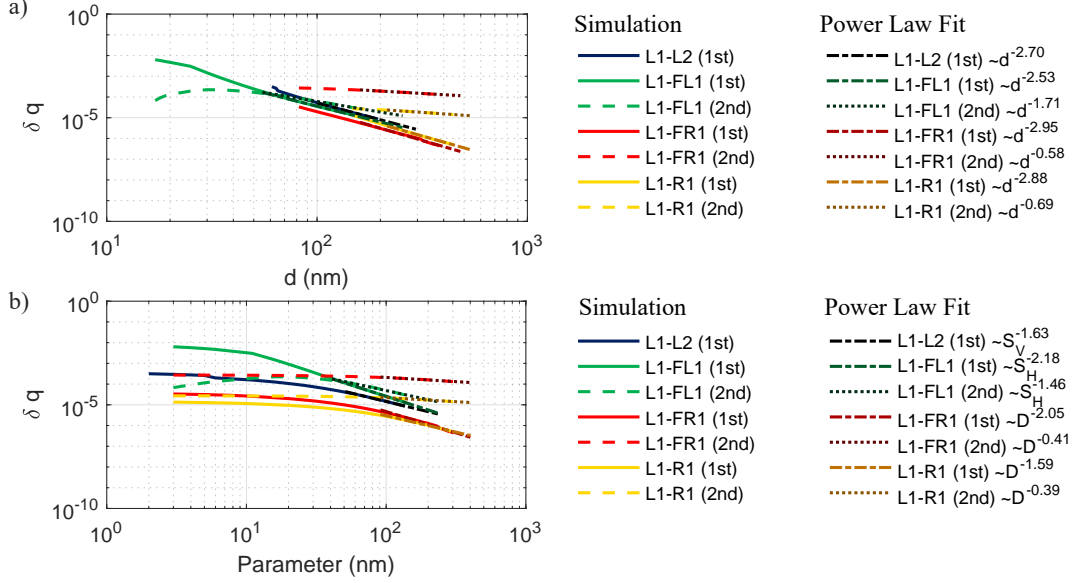 a)
10^0
10^-5
10^-10
δ q
10^1
10^2
10^3
d (nm)
Simulation
L1-L2 (1st)
L1-FL1 (1st)
L1-FL1 (2nd)
L1-FR1 (1st)
L1-FR1 (2nd)
L1-R1 (1st)
L1-R1 (2nd)
Power Law Fit
L1-L2 (1st) ~d^-2.70
L1-FL1 (1st) ~d^-2.53
L1-FL1 (2nd) ~d^-1.71
L1-FR1 (1st) ~d^-2.95
L1-FR1 (2nd) ~d^-0.58
L1-R1 (1st) ~d^-2.88
L1-R1 (2nd) ~d^-0.69
b)
10^0
10^-5
10^-10
δ q
10^0
10^1
10^2
10^3
Parameter (nm)
Simulation
L1-L2 (1st)
L1-FL1 (1st)
L1-FL1 (2nd)
L1-FR1 (1st)
L1-FR1 (2nd)
L1-R1 (1st)
L1-R1 (2nd)
Power Law Fit
L1-L2 (1st) ~S_V^-1.63
L1-FL1 (1st) ~S_H^-2.18
L1-FL1 (2nd) ~S_H^-1.46
L1-FR1 (1st) ~D^-2.05
L1-FR1 (2nd) ~D^-0.41
L1-R1 (1st) ~D^-1.59
L1-R1 (2nd) ~D^-0.39